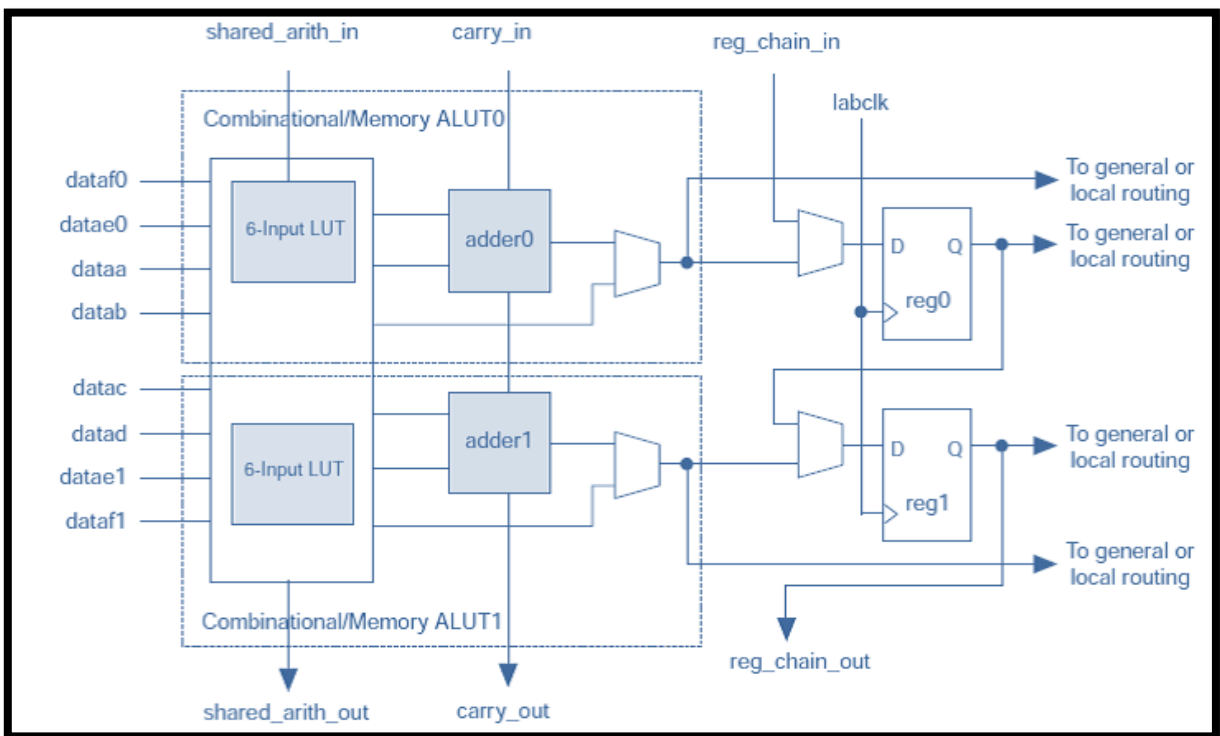 shared_arith_in
carry_in
reg_chain_in
labclk
Combinational/Memory ALUT0
dataf0
datae0
dataa
datab
6-Input LUT
adder0
D
Q
reg0
To general or
local routing
To general or
local routing
datac
datad
datae1
dataf1
6-Input LUT
adder1
D
Q
reg1
To general or
local routing
To general or
local routing
Combinational/Memory ALUT1
reg_chain_out
shared_arith_out
carry_out